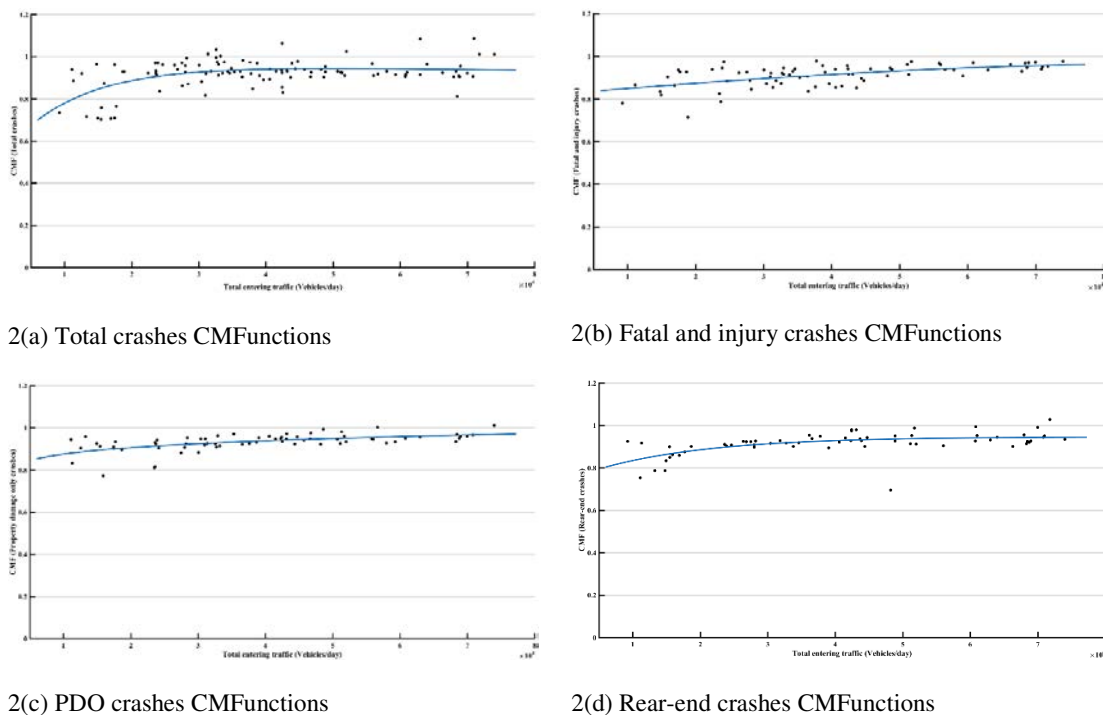 1.2
1
0.8
0.6
0.4
0.2
0
CMF (Total crashes)
1 2 3 4 5 6 7 8
Total entering traffic (Vehicles/day)
×10⁴
2(a) Total crashes CMFunctions
1.2
1
0.8
0.6
0.4
0.2
0
CMF (Fatal and injury crashes)
1 2 3 4 5 6 7
Total entering traffic (Vehicles/day)
2(b) Fatal and injury crashes CMFunctions
1.2
1
0.8
0.6
0.4
0.2
0
CMF (Property damage only crashes)
1 2 3 4 5 6 7
Total entering traffic (Vehicles/day)
2(c) PDO crashes CMFunctions
1.2
1
0.8
0.6
0.4
0.2
0
CMF (Rear-end crashes)
1 2 3 4 5 6 7
Total entering traffic (Vehicles/day)
2(d) Rear-end crashes CMFunctions